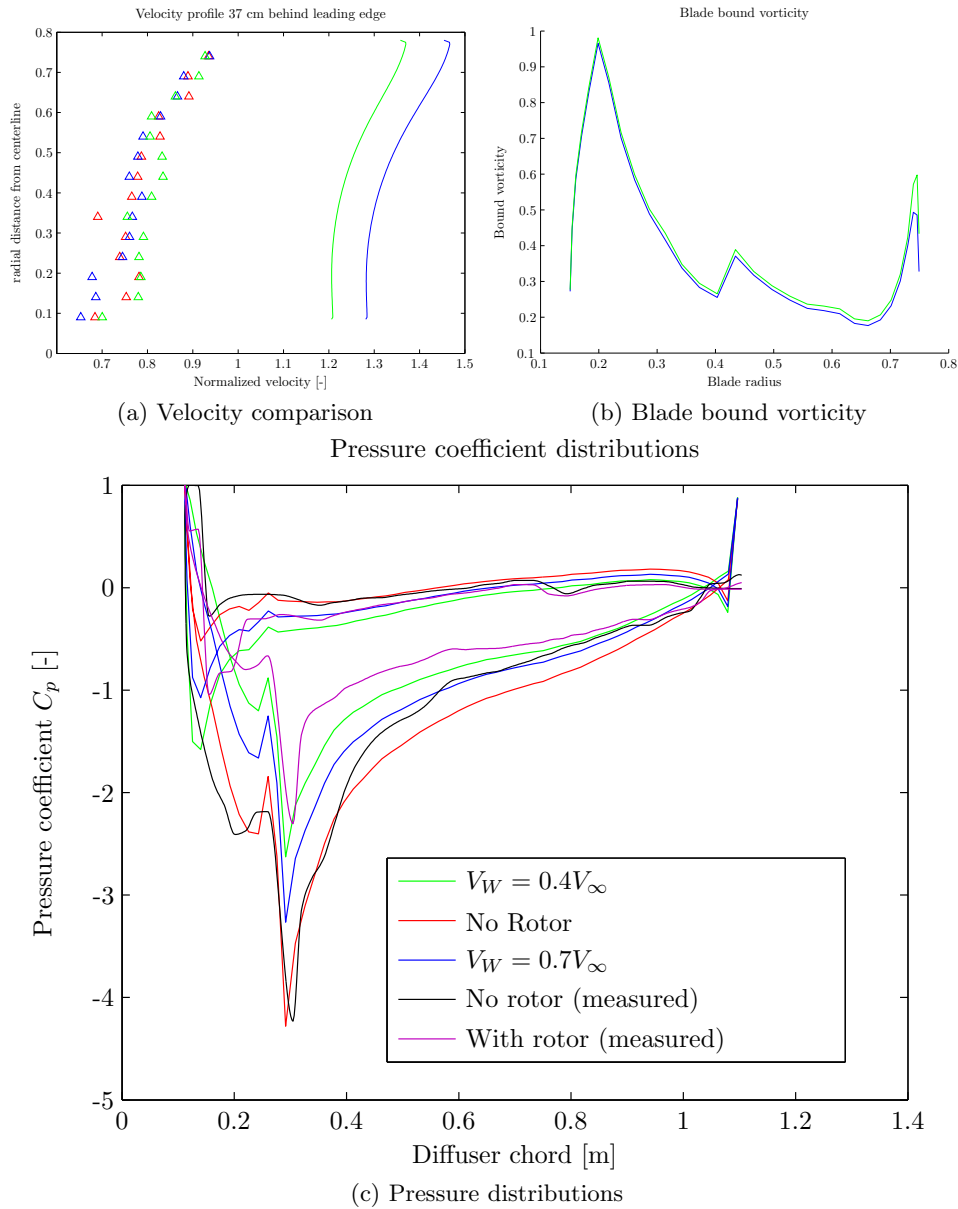 Velocity profile 37 cm behind leading edge
0.8
0.7
0.6
0.5
0.4
0.3
0.2
0.1
0
radial distance from centerline
0.7 0.8 0.9 1 1.1 1.2 1.3 1.4 1.5
Normalized velocity [-]
(a) Velocity comparison
Blade bound vorticity
1
0.9
0.8
0.7
0.6
0.5
0.4
0.3
0.2
0.1
Bound vorticity
0.1 0.2 0.3 0.4 0.5 0.6 0.7 0.8
Blade radius
(b) Blade bound vorticity
Pressure coefficient distributions
1
0
-1
-2
-3
-4
-5
Pressure coefficient C_p [-]
V_W = 0.4V_∞
No Rotor
V_W = 0.7V_∞
No rotor (measured)
With rotor (measured)
0 0.2 0.4 0.6 0.8 1 1.2 1.4
Diffuser chord [m]
(c) Pressure distributions